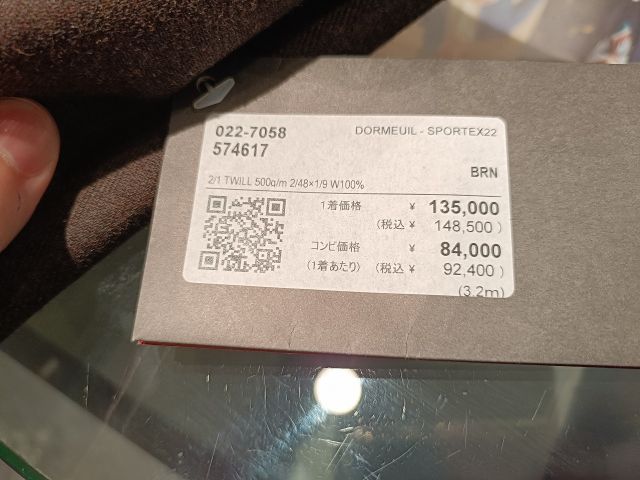 022-7058 DORMEUIL - SPORTEX22
574617
BRN
2/1 TWILL 500g/m 2/48×1/9 W100%
1着価格 ¥ 135,000
(税込 ¥ 148,500 )
コンビ価格 ¥ 84,000
(1着あたり) (税込 ¥ 92,400 )
(3.2m)